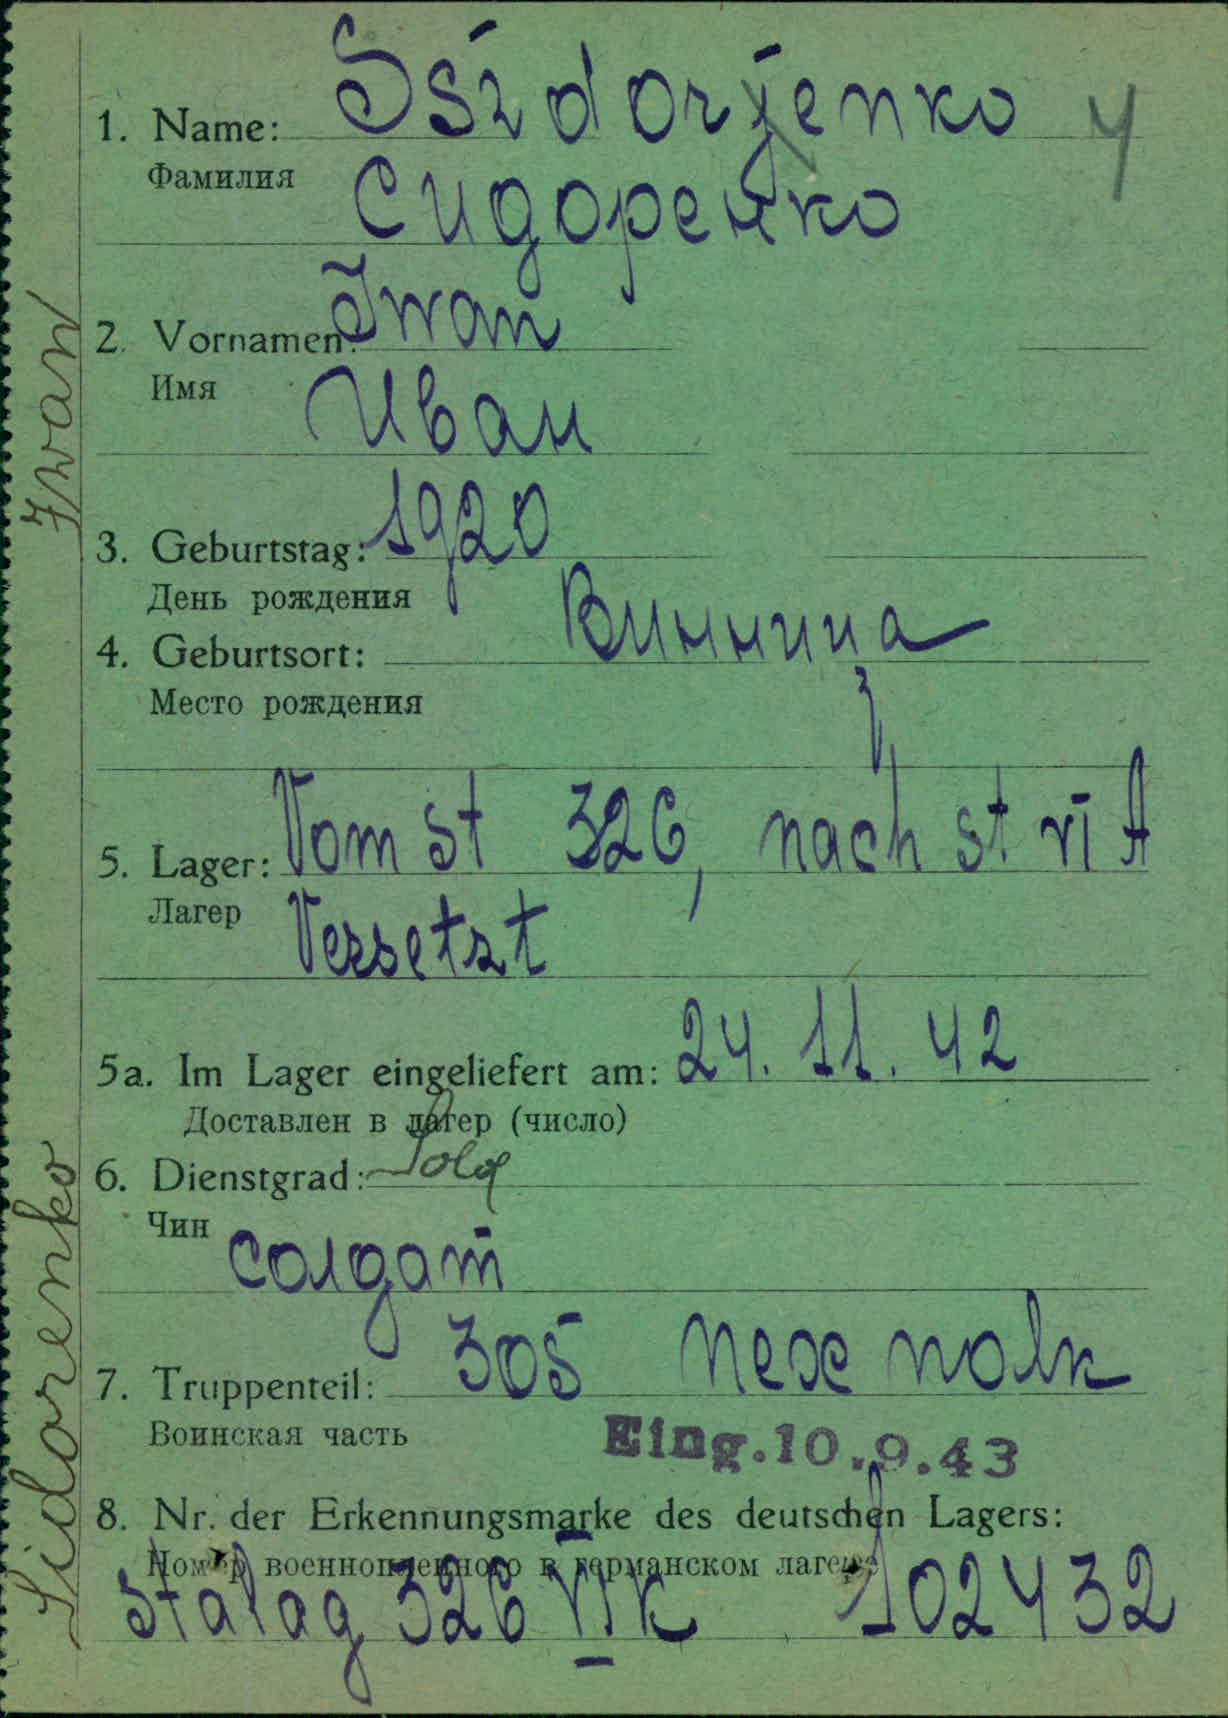 1. Name: Ssidorjenko 4
Фамилия Сидоренко
2. Vornamen: Iwan
Имя Иван
3. Geburtstag: 1920
День рождения
4. Geburtsort: Винница
Место рождения
5. Lager: Vom st 326, nach st. VI A
Лагер Versetzt
5a. Im Lager eingeliefert am: 24. 11. 42
Доставлен в лагер (число)
6. Dienstgrad: Sold
Чин солдат
7. Truppenteil: 305 пех полк
Воинская часть
Eing. 10.9.43
8. Nr. der Erkennungsmarke des deutschen Lagers:
Номер военнопленного в германском лагере
Stalag 326 VI K 102432
Sidorenko Iwan